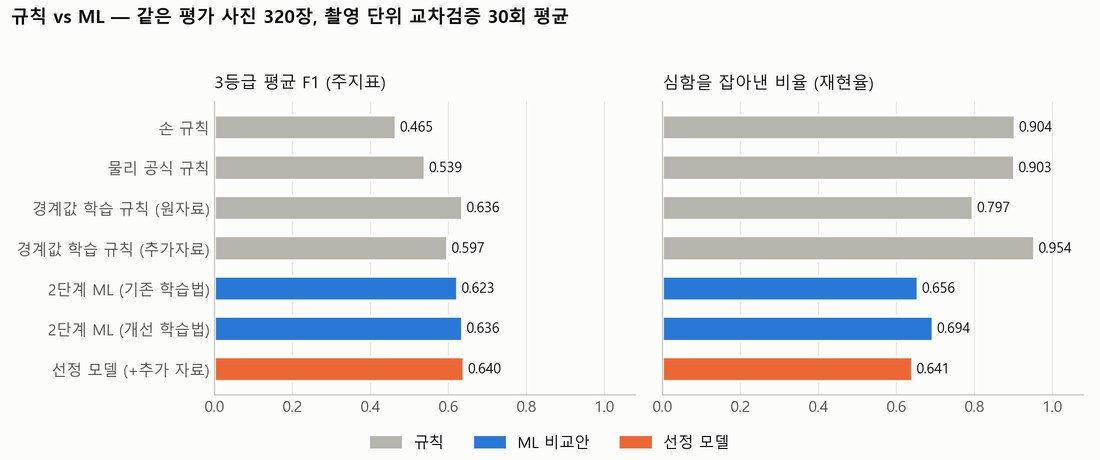 규칙 vs ML — 같은 평가 사진 320장, 촬영 단위 교차검증 30회 평균
3등급 평균 F1 (주지표)
손 규칙 0.465
물리 공식 규칙 0.539
경계값 학습 규칙 (원자료) 0.636
경계값 학습 규칙 (추가자료) 0.597
2단계 ML (기존 학습법) 0.623
2단계 ML (개선 학습법) 0.636
선정 모델 (+추가 자료) 0.640
0.0 0.2 0.4 0.6 0.8 1.0
심함을 잡아낸 비율 (재현율)
0.904
0.903
0.797
0.954
0.656
0.694
0.641
0.0 0.2 0.4 0.6 0.8 1.0
규칙 ML 비교안 선정 모델